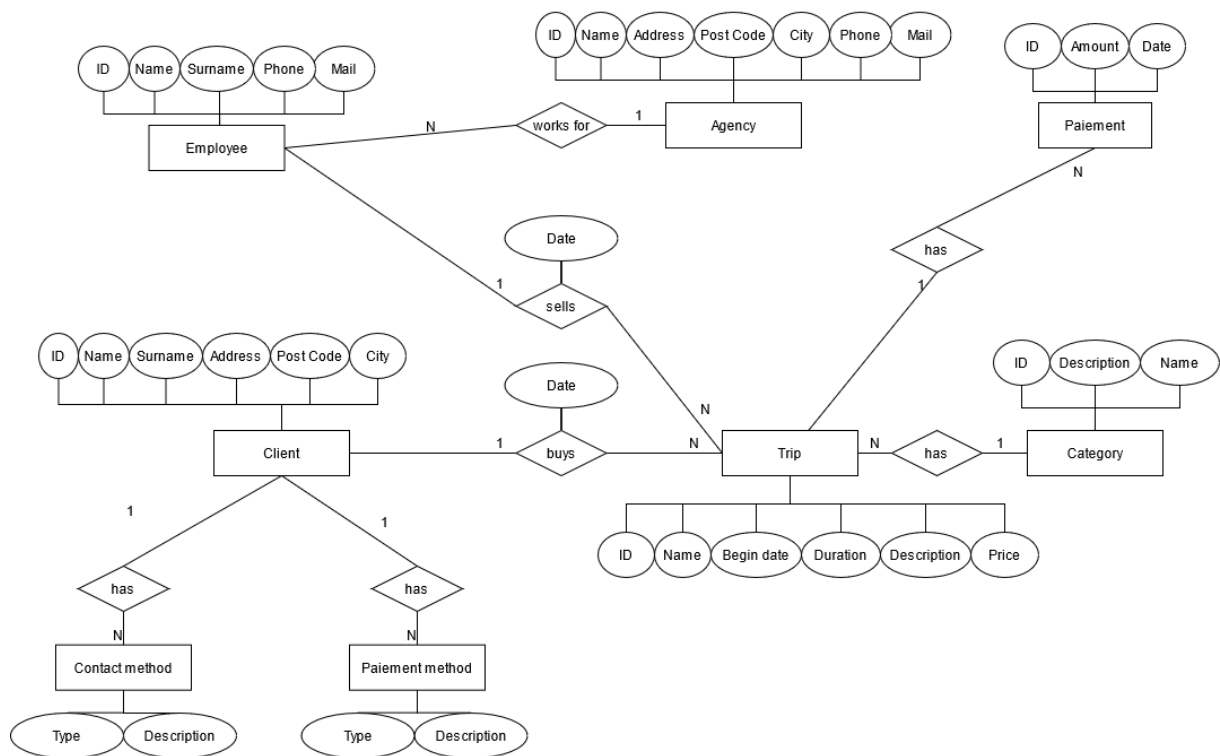 ID Name Address Post Code City Phone Mail
ID Amount Date
ID Name Surname Phone Mail
Agency
Paiement
works for
N
1
Employee
N
has
Date
1
1
sells
ID Name Surname Address Post Code City
ID Description Name
Date
N
Client
1
buys
N
Trip
N
has
1
Category
1
1
ID Name Begin date Duration Description Price
has
has
N
N
Contact method
Paiement method
Type Description
Type Description